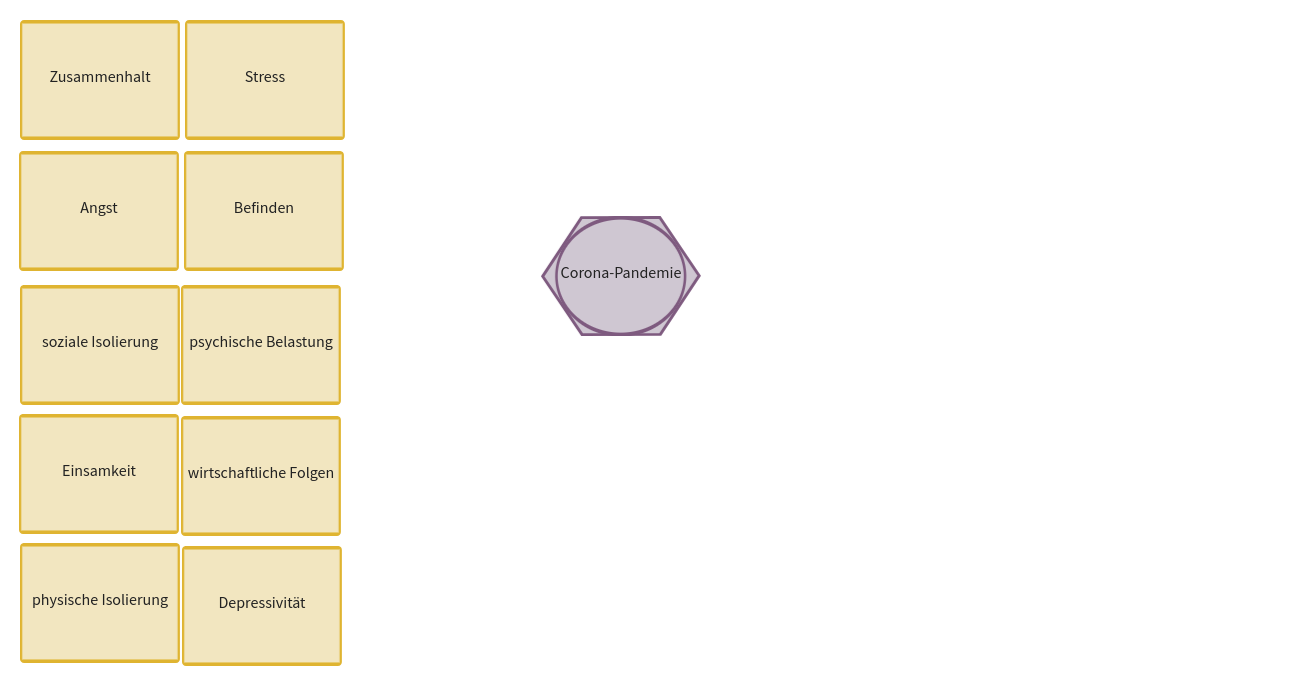 Zusammenhalt
Stress
Angst
Befinden
Corona-Pandemie
soziale Isolierung
psychische Belastung
Einsamkeit
wirtschaftliche Folgen
physische Isolierung
Depressivität